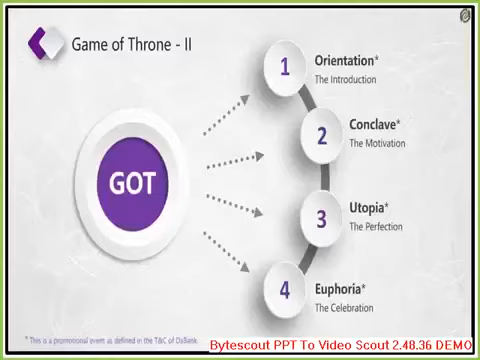 Game of Throne - II
GOT
1
Orientation*
The Introduction
2
Conclave*
The Motivation
3
Utopia*
The Perfection
4
Euphoria*
The Celebration
* This is a promotional event as defined in the T&C of DsBank.
Bytescout PPT To Video Scout 2.48.36 DEMO